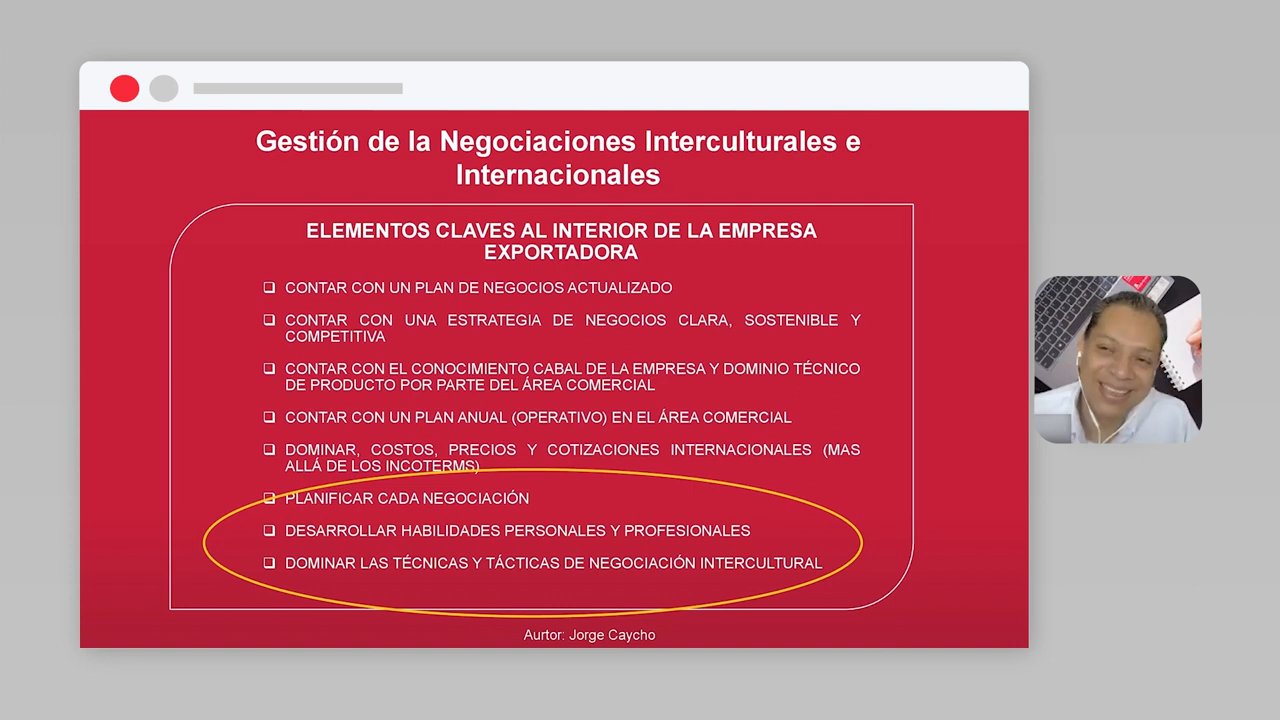 Gestión de la Negociaciones Interculturales e
Internacionales
ELEMENTOS CLAVES AL INTERIOR DE LA EMPRESA
EXPORTADORA
CONTAR CON UN PLAN DE NEGOCIOS ACTUALIZADO
CONTAR CON UNA ESTRATEGIA DE NEGOCIOS CLARA, SOSTENIBLE Y
COMPETITIVA
CONTAR CON EL CONOCIMIENTO CABAL DE LA EMPRESA Y DOMINIO TÉCNICO
DE PRODUCTO POR PARTE DEL ÁREA COMERCIAL
CONTAR CON UN PLAN ANUAL (OPERATIVO) EN EL ÁREA COMERCIAL
DOMINAR, COSTOS, PRECIOS Y COTIZACIONES INTERNACIONALES (MAS
ALLÁ DE LOS INCOTERMS)
PLANIFICAR CADA NEGOCIACIÓN
DESARROLLAR HABILIDADES PERSONALES Y PROFESIONALES
DOMINAR LAS TÉCNICAS Y TÁCTICAS DE NEGOCIACIÓN INTERCULTURAL
Aurtor: Jorge Caycho